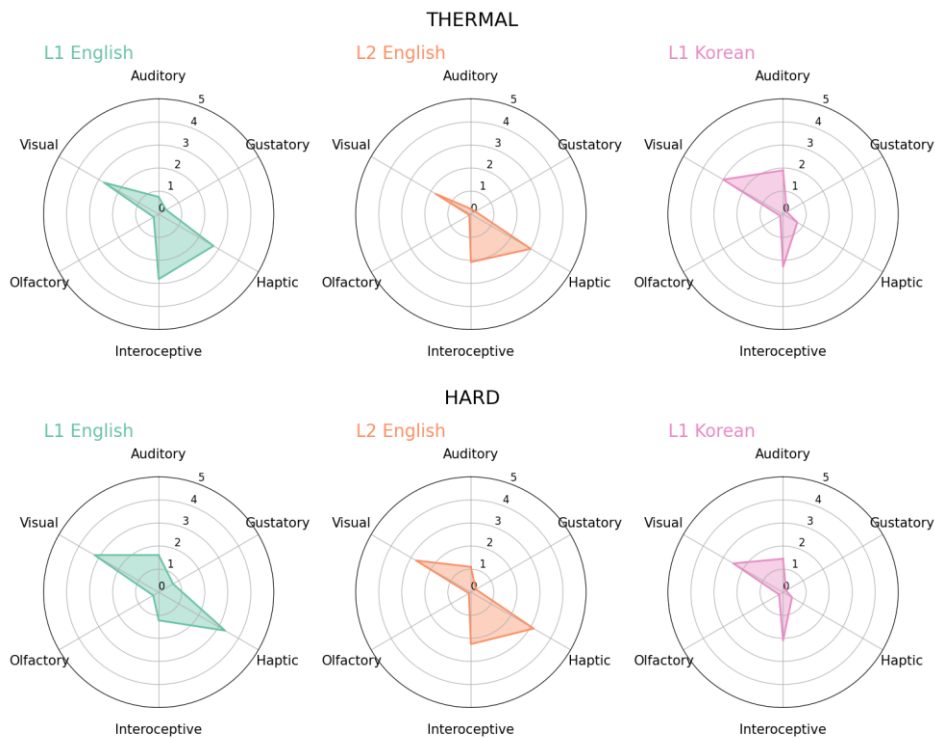 THERMAL
L1 English
L2 English
L1 Korean
Auditory
Auditory
Auditory
5
5
5
4
4
4
Visual
3
Gustatory
Visual
3
Gustatory
Visual
3
Gustatory
2
2
2
1
1
1
0
0
0
Olfactory
Haptic
Olfactory
Haptic
Olfactory
Haptic
Interoceptive
Interoceptive
Interoceptive
HARD
L1 English
L2 English
L1 Korean
Auditory
Auditory
Auditory
5
5
5
4
4
4
Visual
3
Gustatory
Visual
3
Gustatory
Visual
3
Gustatory
2
2
2
1
1
1
0
0
0
Olfactory
Haptic
Olfactory
Haptic
Olfactory
Haptic
Interoceptive
Interoceptive
Interoceptive